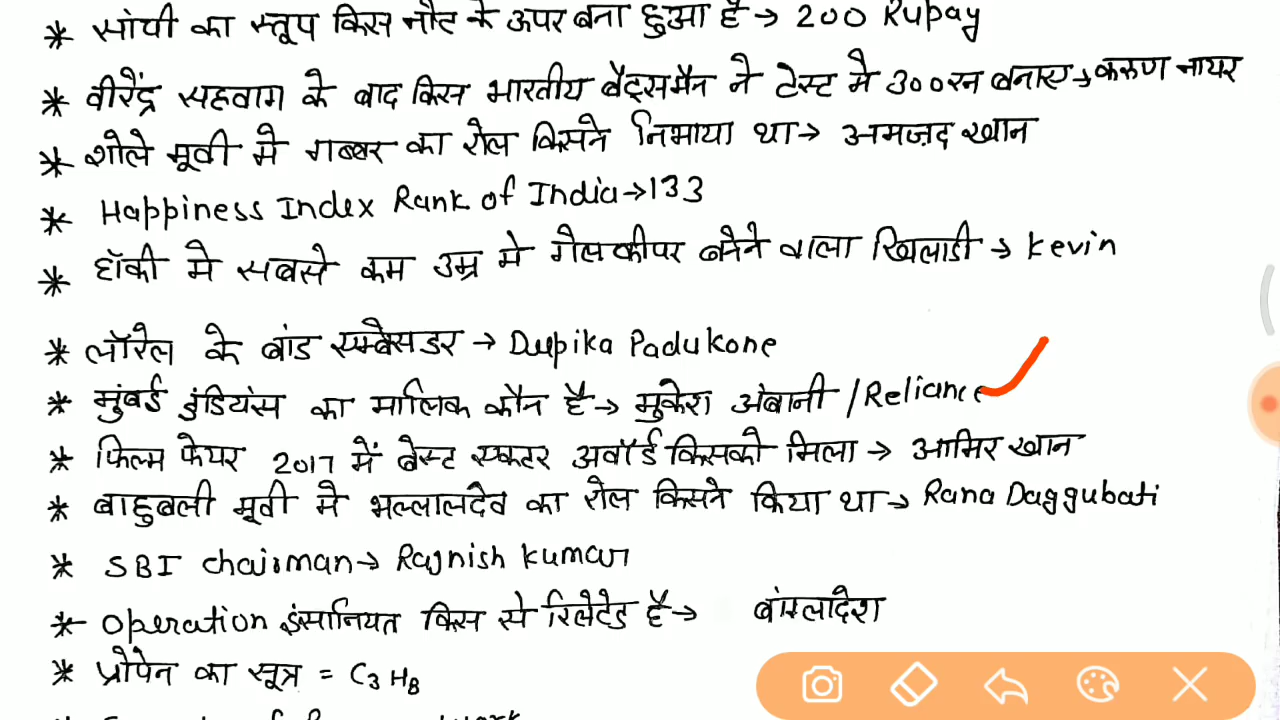 * सांची का स्तूप किस नोट के ऊपर बना हुआ है → 200 Rupay
* वीरेंद्र सहवाग के बाद किस भारतीय बैट्समैन ने टेस्ट मे 300 रन बनाए → करुण नायर
* शोले मूवी मे गब्बर का रोल किसने निभाया था → अमज़द खान
* Happiness Index Rank of India → 133
* हॉकी मे सबसे कम उम्र मे गोलकीपर बनने वाला खिलाडी → Kevin
* लॉरेल के ब्रांड एम्बेसडर → Deepika Padukone
* मुंबई इंडियंस का मालिक कौन है → मुकेश अंबानी / Reliance
* फिल्म फेयर 2017 में बेस्ट एक्टर अवॉर्ड किसको मिला → आमिर खान
* बाहुबली मूवी मे भल्लालदेव का रोल किसने किया था → Rana Daggubati
* SBI chairman → Rajnish kumar
* Operation इंसानियत किस से रिलेटेड है → बांग्लादेश
* प्रोपेन का सूत्र = C3H8